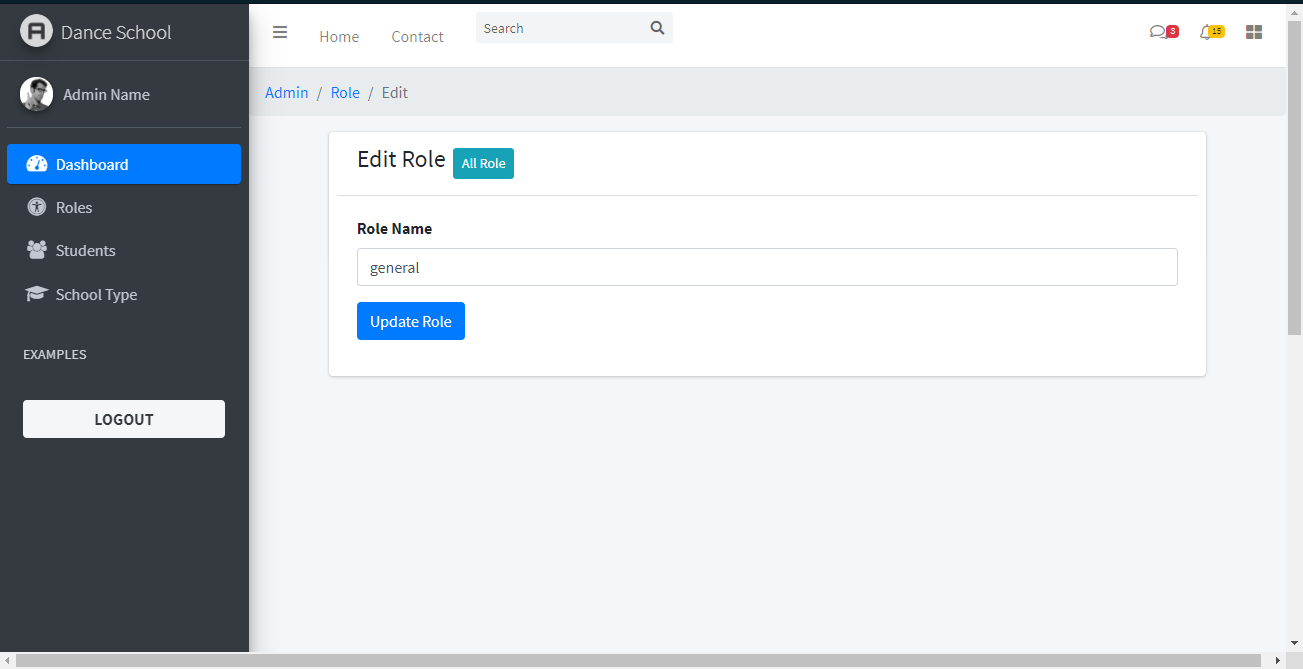 Dance School
Admin Name
Dashboard
Roles
Students
School Type
EXAMPLES
LOGOUT
Home Contact Search 3 15
Admin / Role / Edit
Edit Role All Role
Role Name
general
Update Role